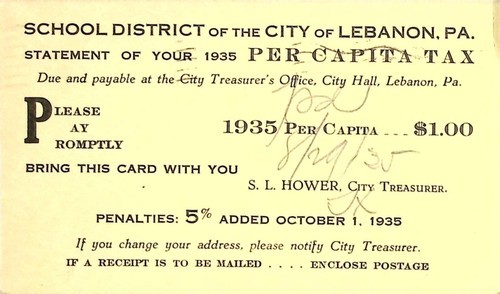 SCHOOL DISTRICT OF THE CITY OF LEBANON, PA.
STATEMENT OF YOUR 1935 PER CAPITA TAX
Due and payable at the City Treasurer's Office, City Hall, Lebanon, Pa.
PLEASE
PAY
PROMPTLY
1935 PER CAPITA ... $1.00
pd
8/29/35
BRING THIS CARD WITH YOU
S. L. HOWER, CITY TREASURER.
PENALTIES: 5% ADDED OCTOBER 1, 1935
If you change your address, please notify City Treasurer.
IF A RECEIPT IS TO BE MAILED .... ENCLOSE POSTAGE